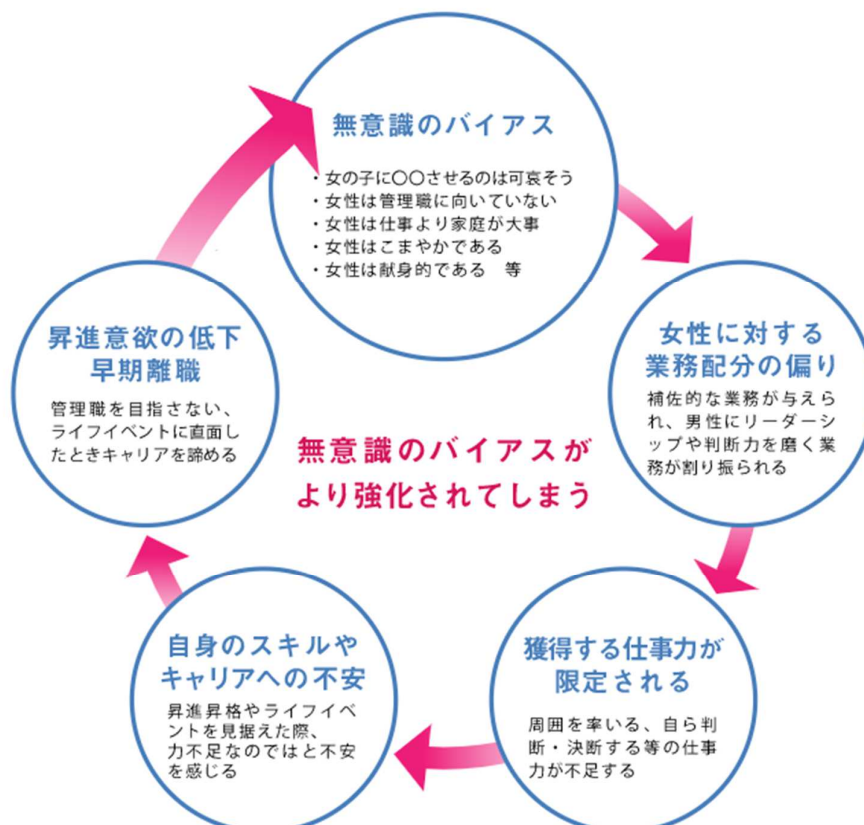 無意識のバイアス
・女の子に〇〇させるのは可哀そう
・女性は管理職に向いていない
・女性は仕事より家庭が大事
・女性はこまやかである
・女性は献身的である　等
女性に対する
業務配分の偏り
補佐的な業務が与えら
れ、男性にリーダーシ
ップや判断力を磨く業
務が割り振られる
獲得する仕事力が
限定される
周囲を率いる、自ら判
断・決断する等の仕事
力が不足する
自身のスキルや
キャリアへの不安
昇進昇格やライフイベ
ントを見据えた際、
力不足なのではと不安
を感じる
昇進意欲の低下
早期離職
管理職を目指さない、
ライフイベントに直面し
たときキャリアを諦める
無意識のバイアスが
より強化されてしまう